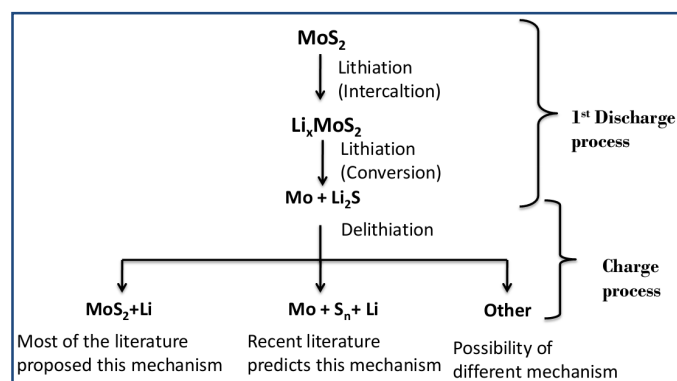 MoS₂
Lithiation
(Intercaltion)
LiₓMoS₂
Lithiation
(Conversion)
Mo + Li₂S
1st Discharge
process
Delithiation
Charge
process
MoS₂+Li
Mo + Sₙ+ Li
Other
Most of the literature
proposed this mechanism
Recent literature
predicts this mechanism
Possibility of
different mechanism